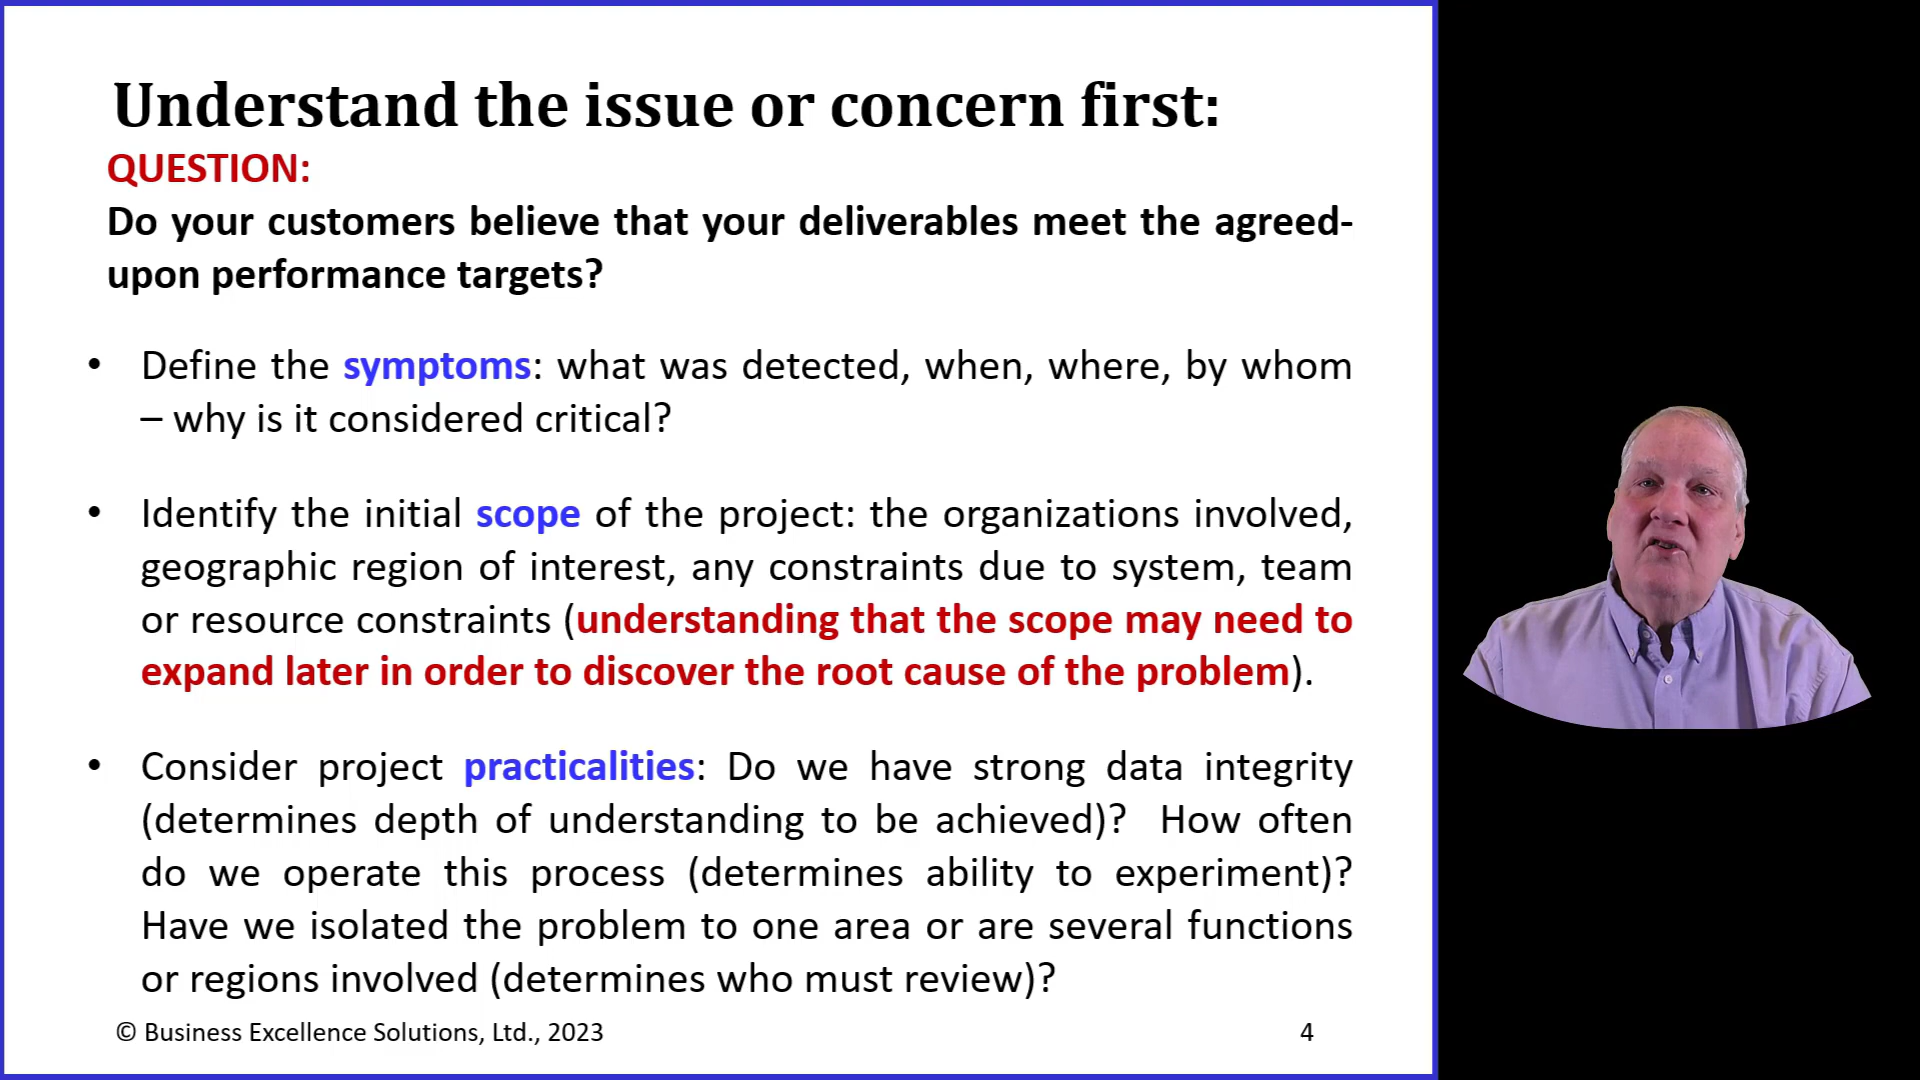 Understand the issue or concern first:
QUESTION:
Do your customers believe that your deliverables meet the agreed-
upon performance targets?
• Define the symptoms: what was detected, when, where, by whom
– why is it considered critical?
• Identify the initial scope of the project: the organizations involved,
geographic region of interest, any constraints due to system, team
or resource constraints (understanding that the scope may need to
expand later in order to discover the root cause of the problem).
• Consider project practicalities: Do we have strong data integrity
(determines depth of understanding to be achieved)? How often
do we operate this process (determines ability to experiment)?
Have we isolated the problem to one area or are several functions
or regions involved (determines who must review)?
© Business Excellence Solutions, Ltd., 2023
4